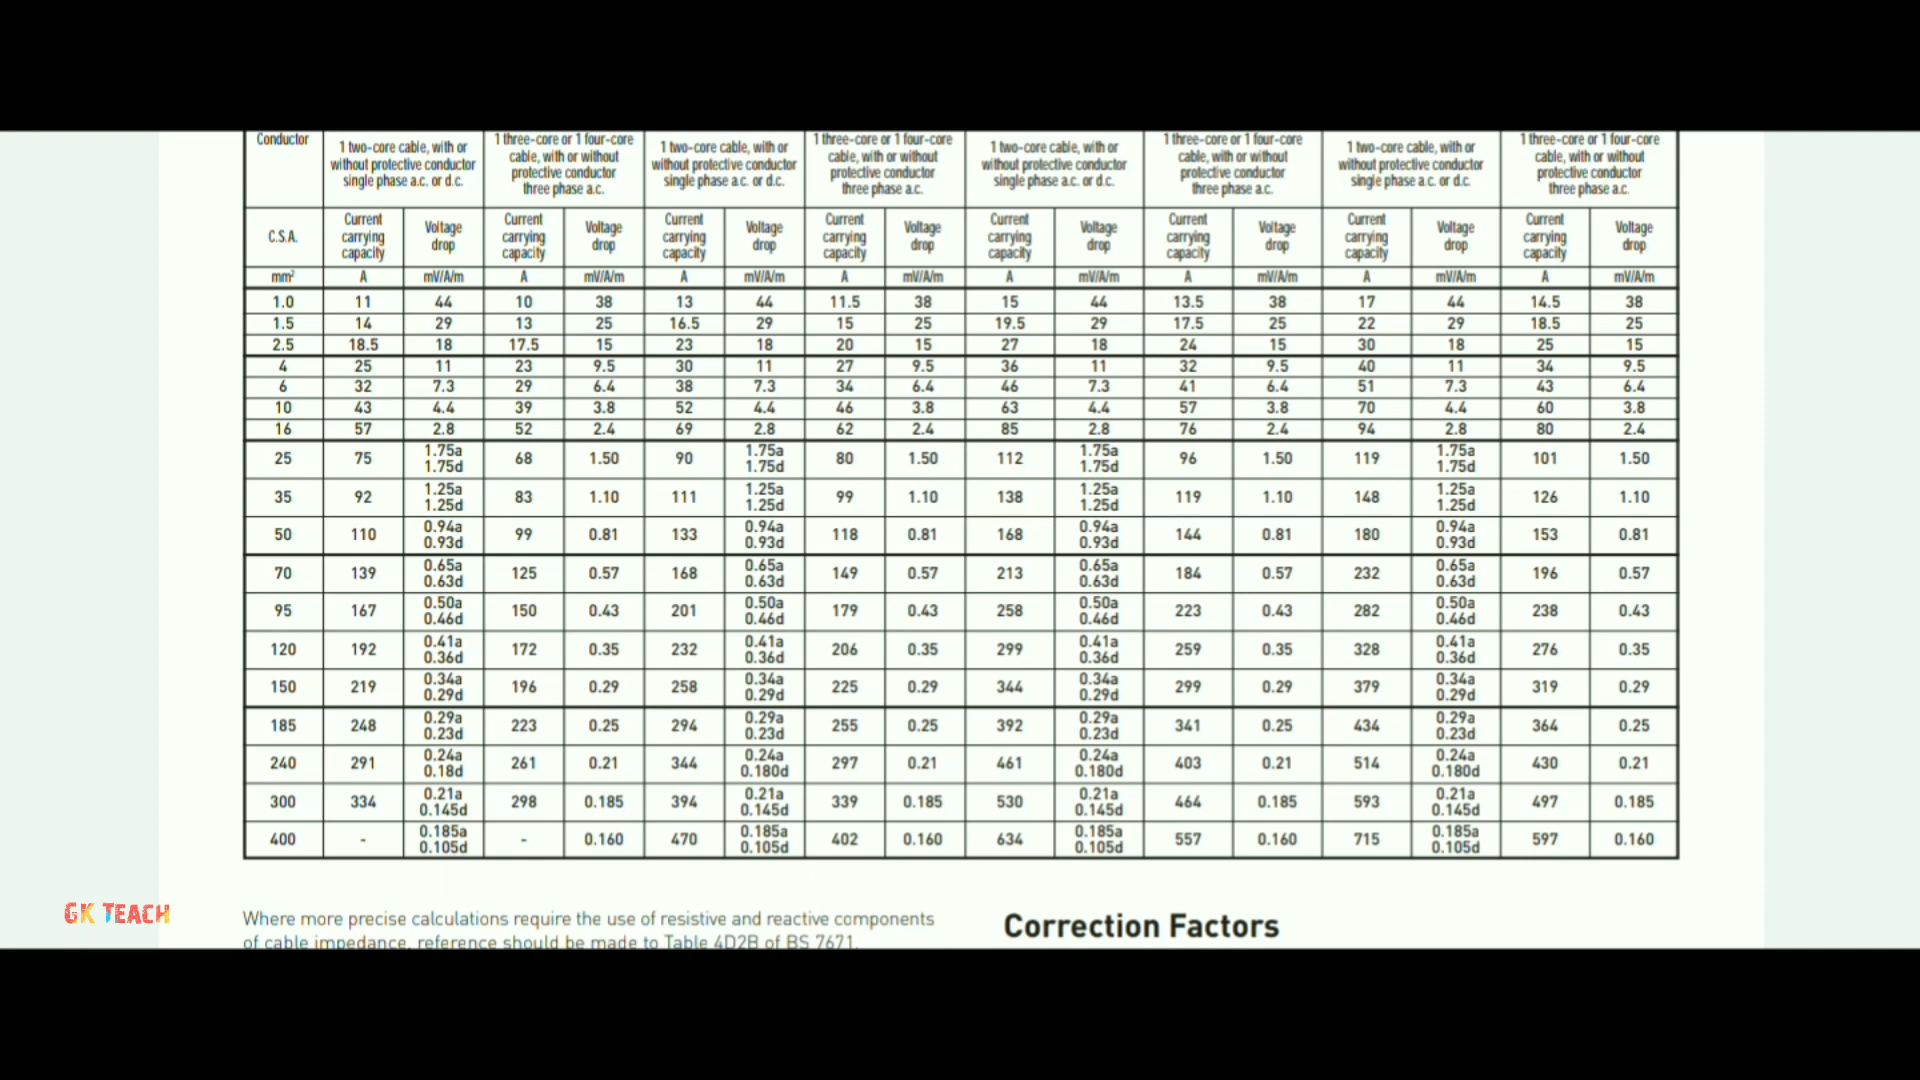 Conductor
1 two-core cable, with or
without protective conductor
single phase a.c. or d.c.
1 three-core or 1 four-core
cable, with or without
protective conductor
three phase a.c.
1 two-core cable, with or
without protective conductor
single phase a.c. or d.c.
1 three-core or 1 four-core
cable, with or without
protective conductor
three phase a.c.
1 two-core cable, with or
without protective conductor
single phase a.c. or d.c.
1 three-core or 1 four-core
cable, with or without
protective conductor
three phase a.c.
1 two-core cable, with or
without protective conductor
single phase a.c. or d.c.
1 three-core or 1 four-core
cable, with or without
protective conductor
three phase a.c.
C.S.A.
Current
carrying
capacity
Voltage
drop
Current
carrying
capacity
Voltage
drop
Current
carrying
capacity
Voltage
drop
Current
carrying
capacity
Voltage
drop
Current
carrying
capacity
Voltage
drop
Current
carrying
capacity
Voltage
drop
Current
carrying
capacity
Voltage
drop
Current
carrying
capacity
Voltage
drop
mm² A mV/A/m A mV/A/m A mV/A/m A mV/A/m A mV/A/m A mV/A/m A mV/A/m A mV/A/m
1.0 11 44 10 38 13 44 11.5 38 15 44 13.5 38 17 44 14.5 38
1.5 14 29 13 25 16.5 29 15 25 19.5 29 17.5 25 22 29 18.5 25
2.5 18.5 18 17.5 15 23 18 20 15 27 18 24 15 30 18 25 15
4 25 11 23 9.5 30 11 27 9.5 36 11 32 9.5 40 11 34 9.5
6 32 7.3 29 6.4 38 7.3 34 6.4 46 7.3 41 6.4 51 7.3 43 6.4
10 43 4.4 39 3.8 52 4.4 46 3.8 63 4.4 57 3.8 70 4.4 60 3.8
16 57 2.8 52 2.4 69 2.8 62 2.4 85 2.8 76 2.4 94 2.8 80 2.4
25 75 1.75a 1.75d 68 1.50 90 1.75a 1.75d 80 1.50 112 1.75a 1.75d 96 1.50 119 1.75a 1.75d 101 1.50
35 92 1.25a 1.25d 83 1.10 111 1.25a 1.25d 99 1.10 138 1.25a 1.25d 119 1.10 148 1.25a 1.25d 126 1.10
50 110 0.94a 0.93d 99 0.81 133 0.94a 0.93d 118 0.81 168 0.94a 0.93d 144 0.81 180 0.94a 0.93d 153 0.81
70 139 0.65a 0.63d 125 0.57 168 0.65a 0.63d 149 0.57 213 0.65a 0.63d 184 0.57 232 0.65a 0.63d 196 0.57
95 167 0.50a 0.46d 150 0.43 201 0.50a 0.46d 179 0.43 258 0.50a 0.46d 223 0.43 282 0.50a 0.46d 238 0.43
120 192 0.41a 0.36d 172 0.35 232 0.41a 0.36d 206 0.35 299 0.41a 0.36d 259 0.35 328 0.41a 0.36d 276 0.35
150 219 0.34a 0.29d 196 0.29 258 0.34a 0.29d 225 0.29 344 0.34a 0.29d 299 0.29 379 0.34a 0.29d 319 0.29
185 248 0.29a 0.23d 223 0.25 294 0.29a 0.23d 255 0.25 392 0.29a 0.23d 341 0.25 434 0.29a 0.23d 364 0.25
240 291 0.24a 0.18d 261 0.21 344 0.24a 0.180d 297 0.21 461 0.24a 0.180d 403 0.21 514 0.24a 0.180d 430 0.21
300 334 0.21a 0.145d 298 0.185 394 0.21a 0.145d 339 0.185 530 0.21a 0.145d 464 0.185 593 0.21a 0.145d 497 0.185
400 - 0.185a 0.105d - 0.160 470 0.185a 0.105d 402 0.160 634 0.185a 0.105d 557 0.160 715 0.185a 0.105d 597 0.160
GK TEACH
Where more precise calculations require the use of resistive and reactive components
of cable impedance, reference should be made to Table 4D2B of BS 7671.
Correction Factors